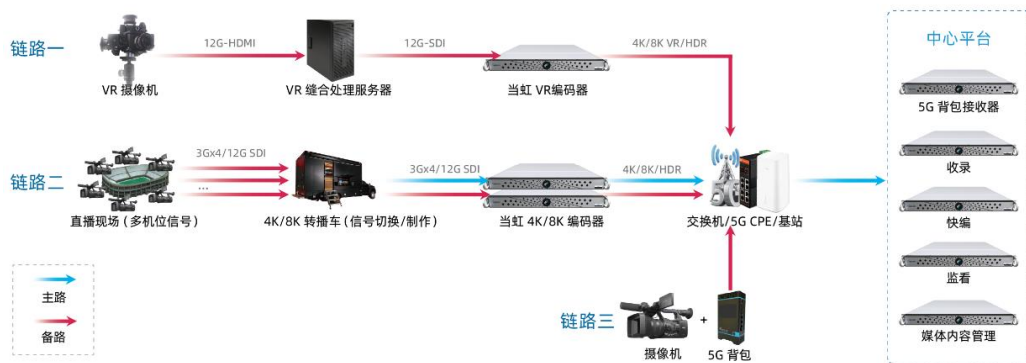 链路一
12G-HDMI
12G-SDI
4K/8K VR/HDR
VR 摄像机
VR 缝合处理服务器
当虹 VR编码器
链路二
3Gx4/12G SDI
3Gx4/12G SDI
4K/8K/HDR
...
直播现场（多机位信号）
4K/8K 转播车（信号切换/制作）
当虹 4K/8K 编码器
交换机/5G CPE/基站
主路
备路
链路三
+
摄像机
5G 背包
中心平台
5G 背包接收器
收录
快编
监看
媒体内容管理